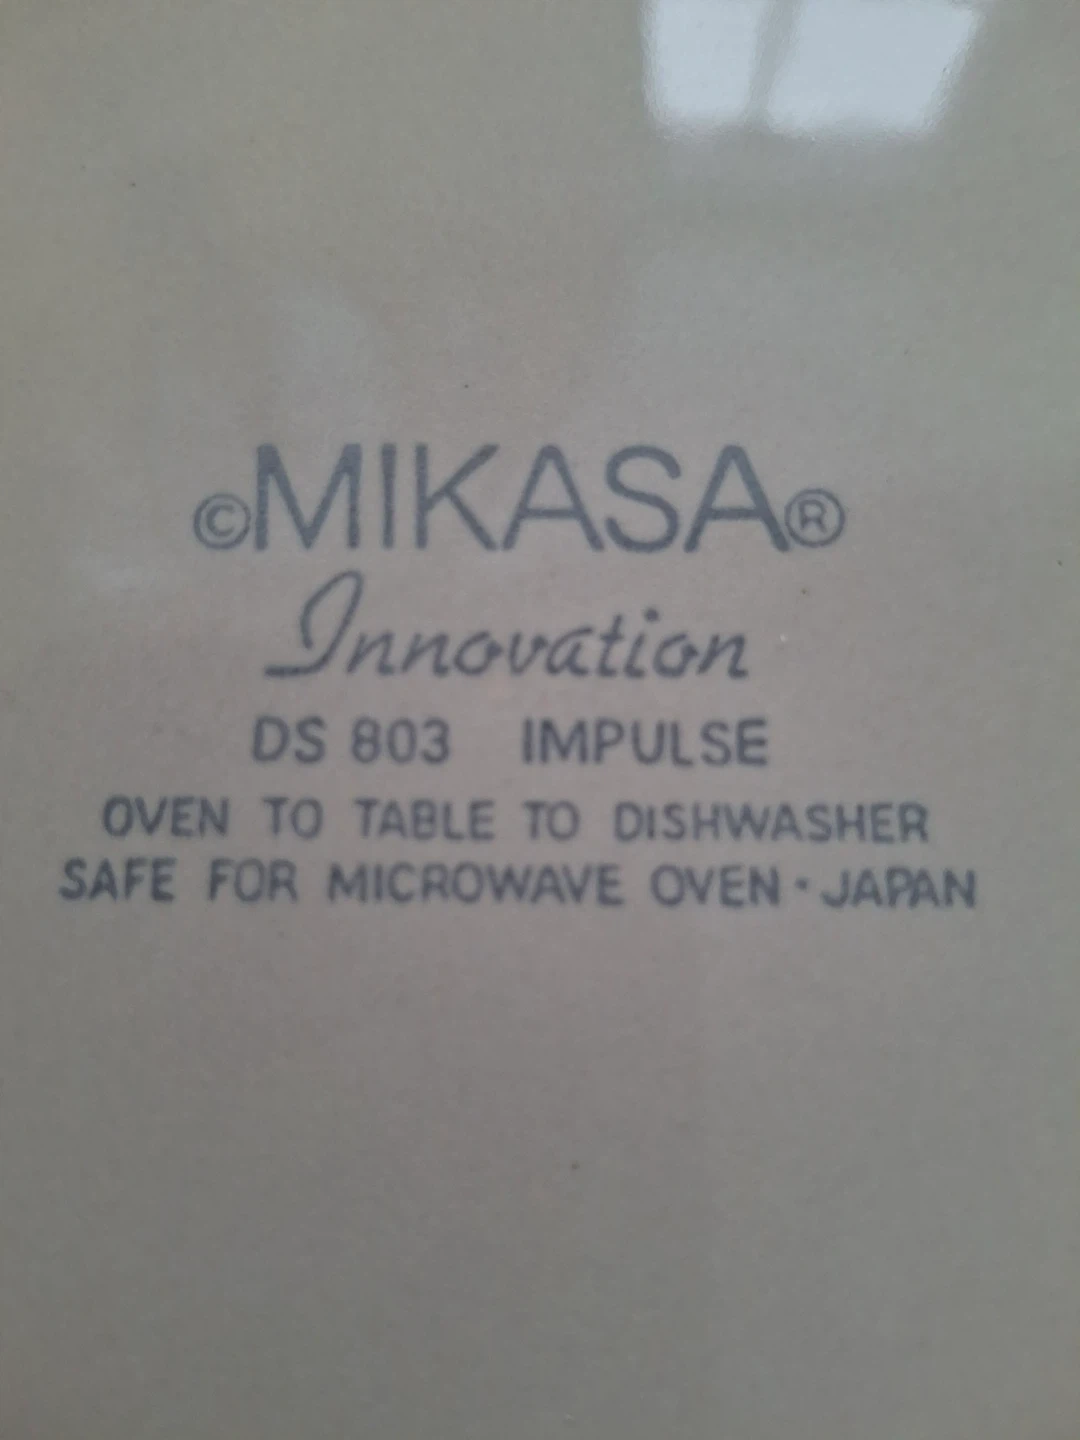 ©MIKASA®
Innovation
DS 803 IMPULSE
OVEN TO TABLE TO DISHWASHER
SAFE FOR MICROWAVE OVEN · JAPAN